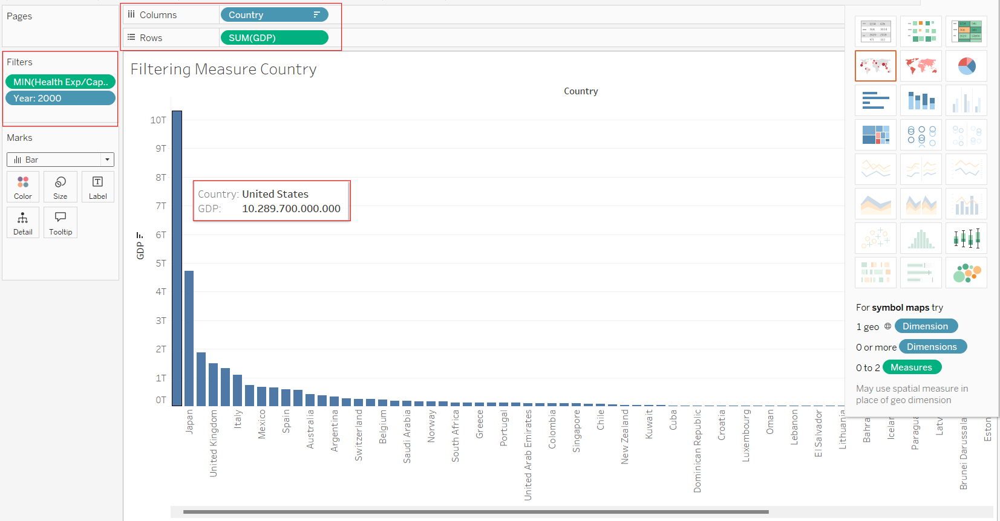 Pages
Columns
Country
Rows
SUM(GDP)
Filters
MIN(Health Exp/Cap..
Year: 2000
Marks
Bar
Color
Size
Label
Detail
Tooltip
Filtering Measure Country
Country
10T
9T
8T
7T
6T
5T
4T
3T
2T
1T
0T
GDP
Country: United States
GDP: 10.289.700.000.000
Japan
United Kingdom
Italy
Mexico
Spain
Australia
Argentina
Switzerland
Belgium
Saudi Arabia
Norway
South Africa
Greece
Portugal
United Arab Emirates
Colombia
Singapore
Chile
New Zealand
Kuwait
Cuba
Dominican Republic
Croatia
Luxembourg
Oman
Lebanon
El Salvador
Lithuania
Bahra
Icelar
Paragua
Latv
Brunei Darussala
Eston
For symbol maps try
1 geo Dimension
0 or more Dimensions
0 to 2 Measures
May use spatial measure in
place of geo dimension